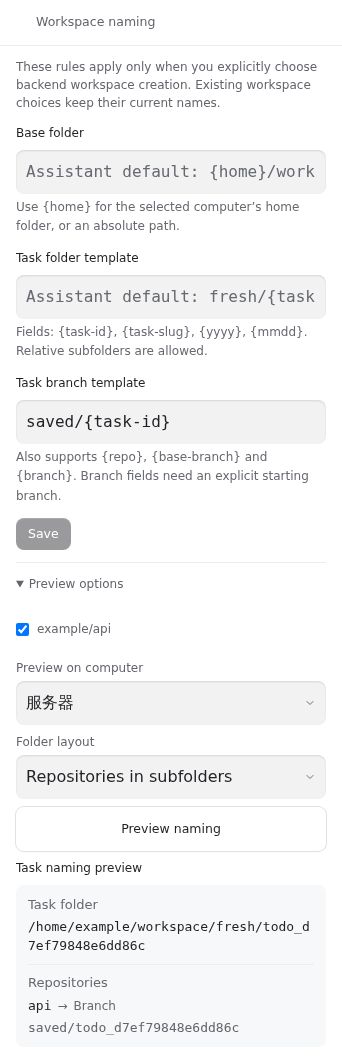 Workspace naming
These rules apply only when you explicitly choose
backend workspace creation. Existing workspace
choices keep their current names.
Base folder
Assistant default: {home}/work
Use {home} for the selected computer’s home
folder, or an absolute path.
Task folder template
Assistant default: fresh/{task
Fields: {task-id}, {task-slug}, {yyyy}, {mmdd}.
Relative subfolders are allowed.
Task branch template
saved/{task-id}
Also supports {repo}, {base-branch} and
{branch}. Branch fields need an explicit starting
branch.
Save
▼ Preview options
example/api
Preview on computer
服务器
Folder layout
Repositories in subfolders
Preview naming
Task naming preview
Task folder
/home/example/workspace/fresh/todo_d
7ef79848e6dd86c
Repositories
api → Branch
saved/todo_d7ef79848e6dd86c